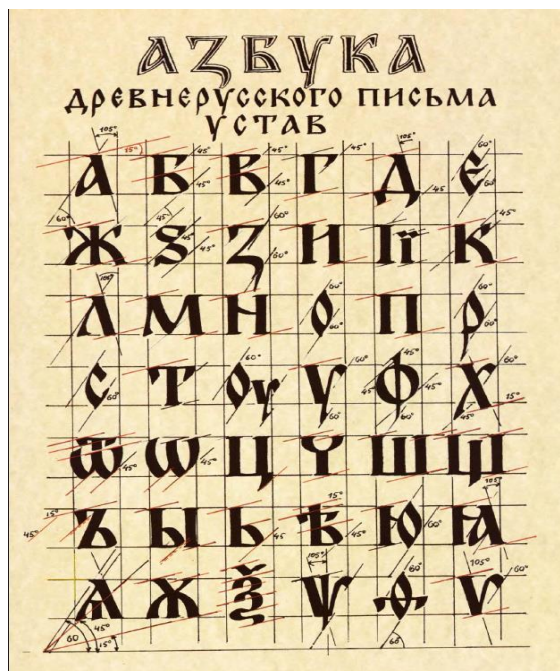 АЗБУКА
ДРЕВНЕРУССКОГО ПИСЬМА
УСТАВ
А Б В Г Д Є
Ж Ѕ З И Ї К
Л М Н О П Р
С Т Оу У Ф Х
Ѿ Ѡ Ц Ч Ш Щ
Ъ Ы Ь Ѣ Ю Ꙗ
Ѧ Ѫ Ѯ Ѱ Ѳ Ѵ